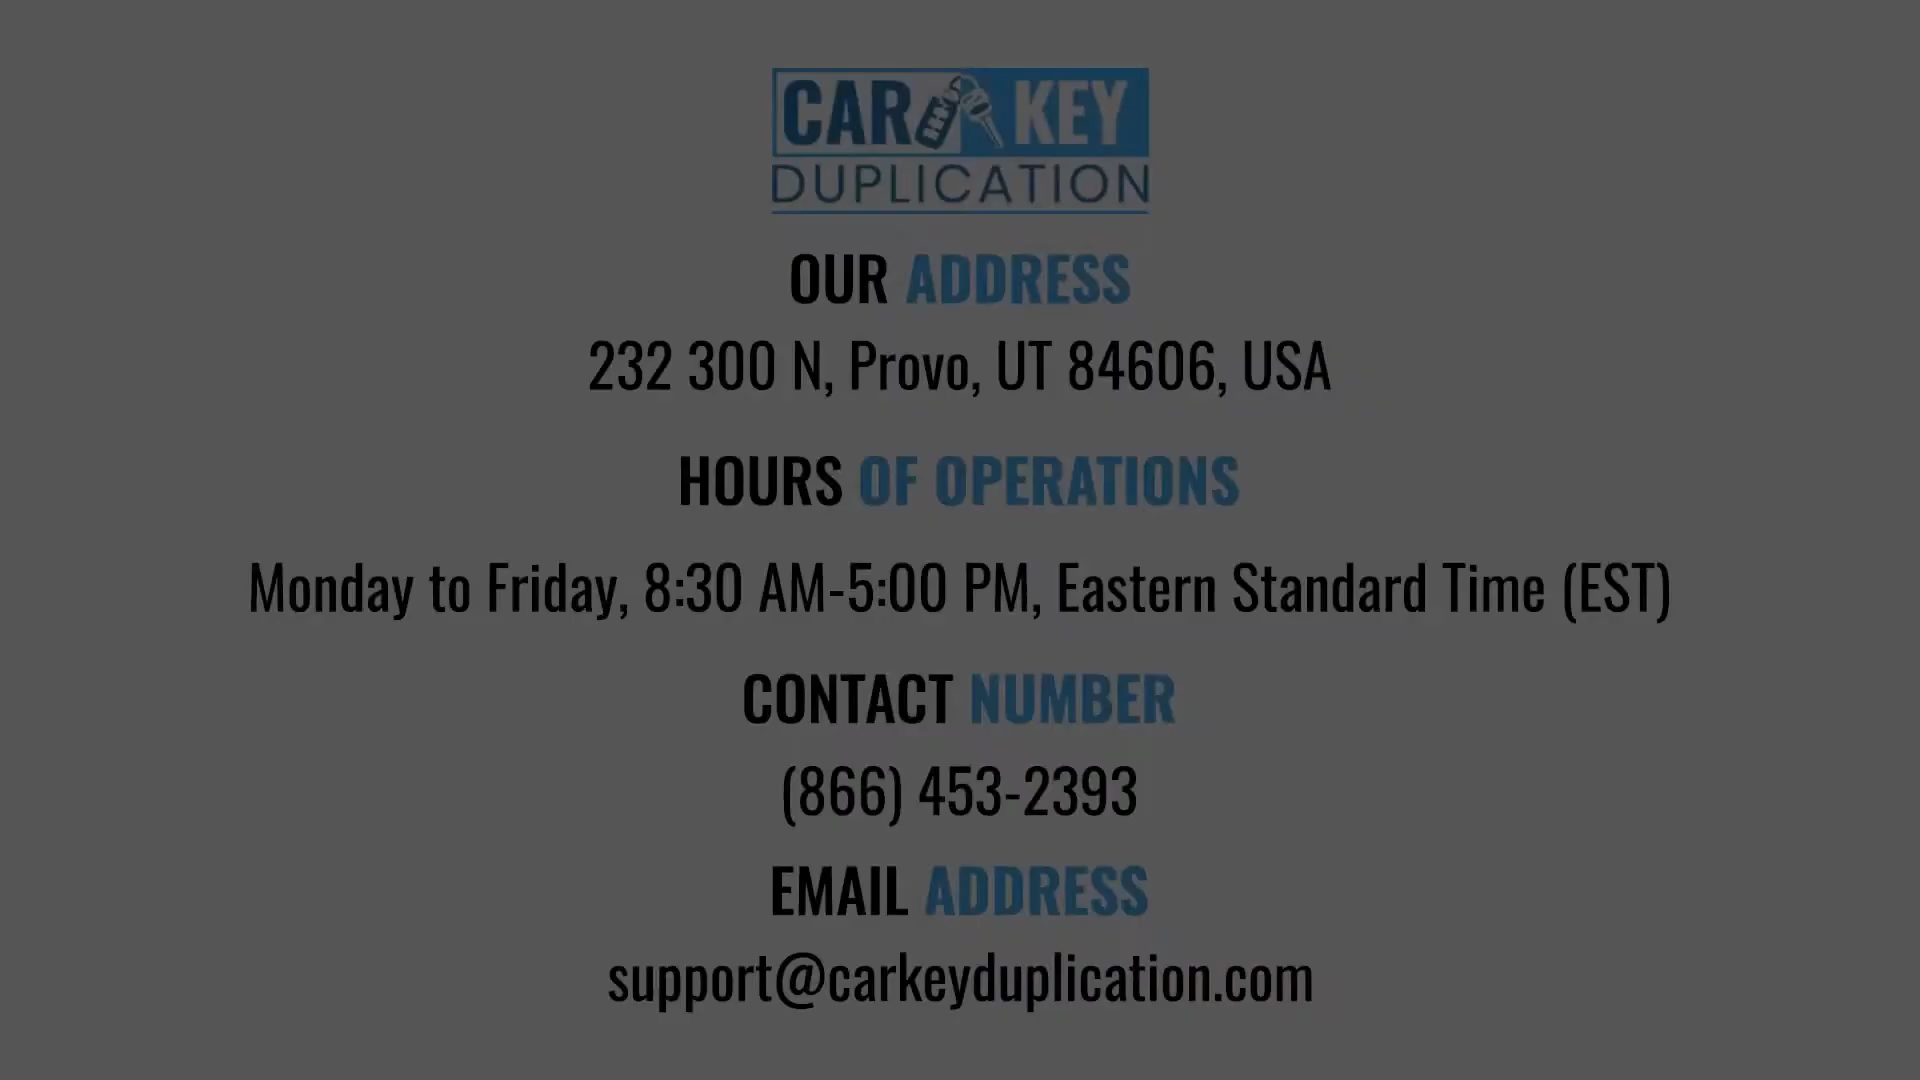 CAR KEY
DUPLICATION
OUR ADDRESS
232 300 N, Provo, UT 84606, USA
HOURS OF OPERATIONS
Monday to Friday, 8:30 AM-5:00 PM, Eastern Standard Time (EST)
CONTACT NUMBER
(866) 453-2393
EMAIL ADDRESS
support@carkeyduplication.com